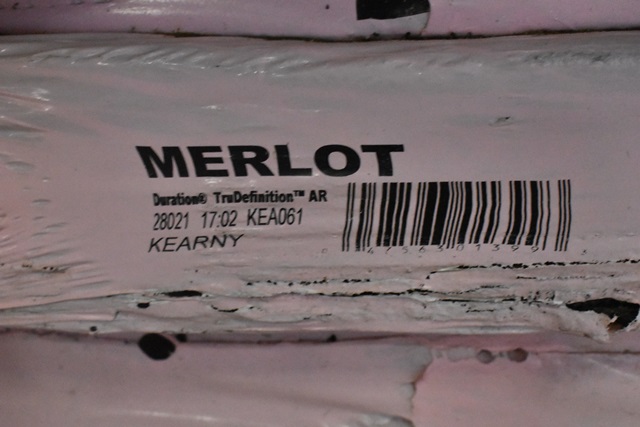 MERLOT
Duration® TruDefinition™ AR
28021 17:02 KEA061
KEARNY